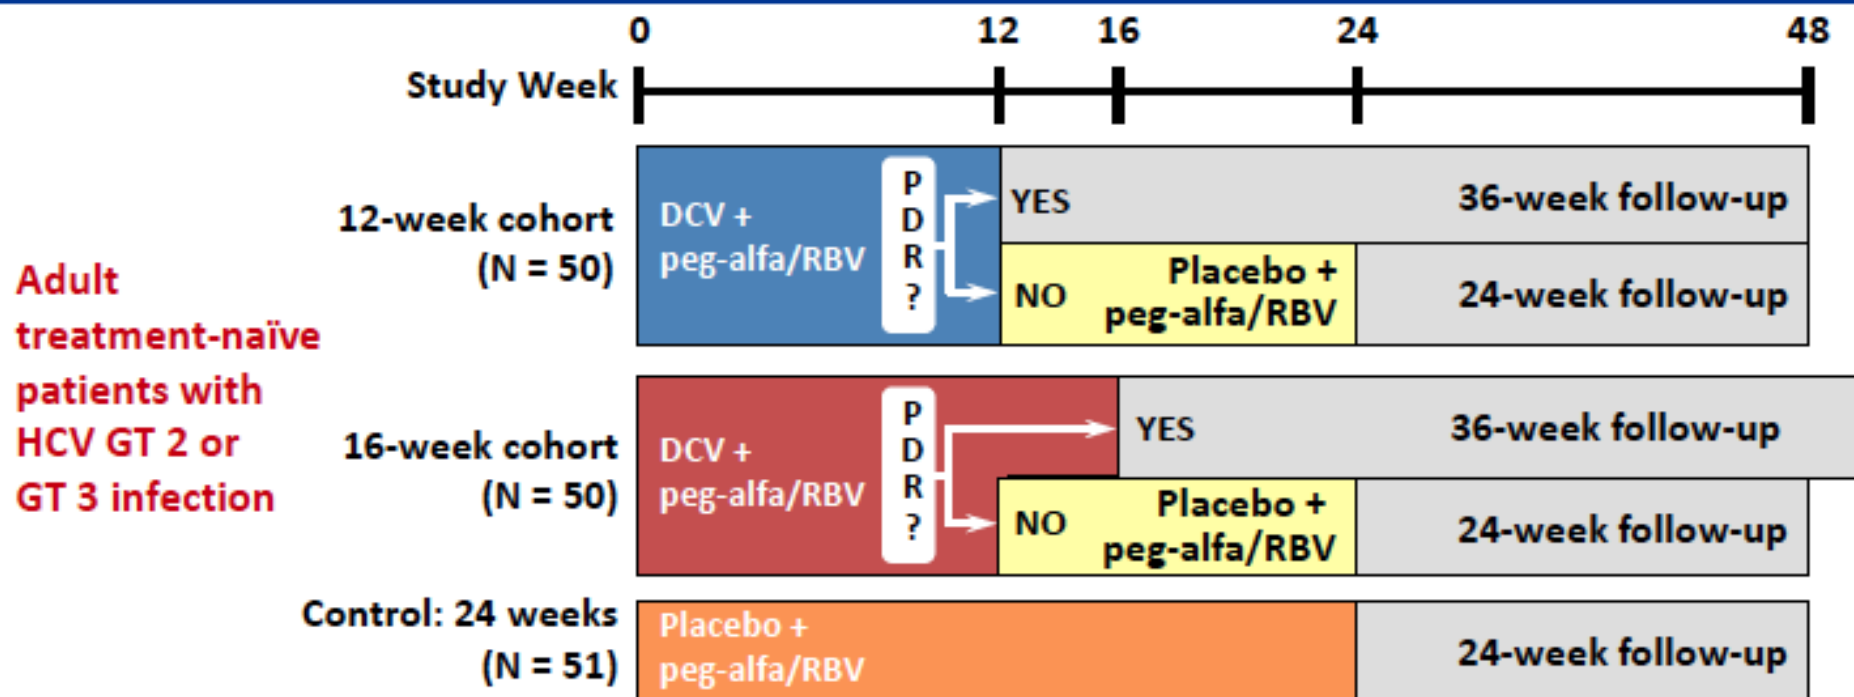 0 12 16 24 48
Study Week
Adult
treatment-naïve
patients with
HCV GT 2 or
GT 3 infection
12-week cohort
(N = 50)
DCV +
peg-alfa/RBV
P
D
R
?
YES
36-week follow-up
NO
Placebo +
peg-alfa/RBV
24-week follow-up
16-week cohort
(N = 50)
DCV +
peg-alfa/RBV
P
D
R
?
YES
36-week follow-up
NO
Placebo +
peg-alfa/RBV
24-week follow-up
Control: 24 weeks
(N = 51)
Placebo +
peg-alfa/RBV
24-week follow-up